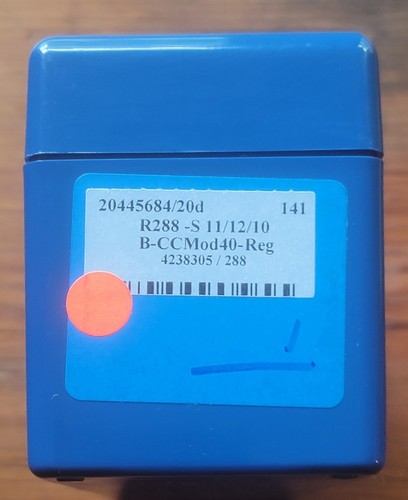 20445684/20d 141
R288 -S 11/12/10
B-CCMod40-Reg
4238305 / 288